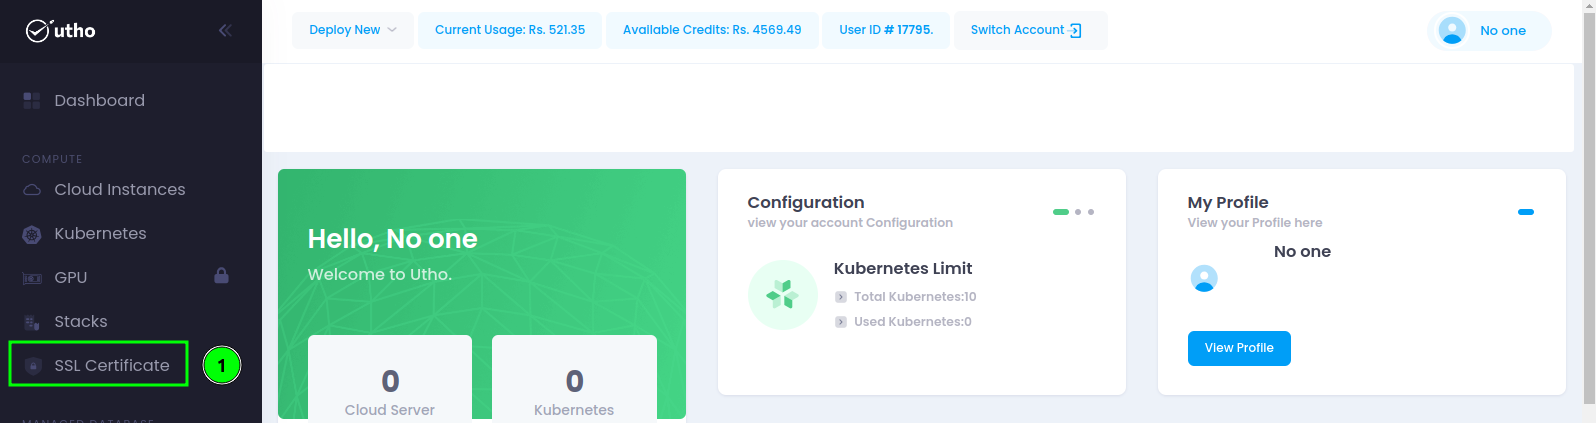 utho
Deploy New
Current Usage: Rs. 521.35
Available Credits: Rs. 4569.49
User ID # 17795.
Switch Account
No one
Dashboard
COMPUTE
Cloud Instances
Kubernetes
GPU
Stacks
SSL Certificate
1
MANAGED DATABASE
Hello, No one
Welcome to Utho.
0
Cloud Server
0
Kubernetes
Configuration
view your account Configuration
Kubernetes Limit
Total Kubernetes:10
Used Kubernetes:0
My Profile
View your Profile here
No one
View Profile